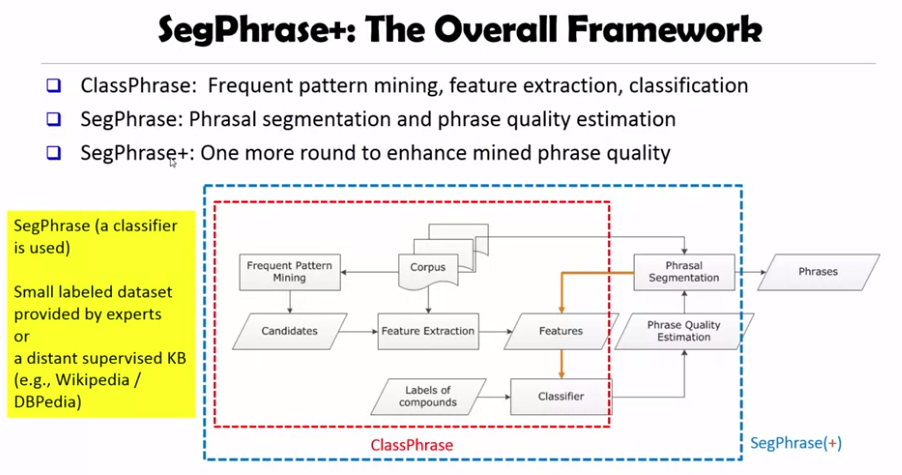 SegPhrase+: The Overall Framework
ClassPhrase: Frequent pattern mining, feature extraction, classification
SegPhrase: Phrasal segmentation and phrase quality estimation
SegPhrase+: One more round to enhance mined phrase quality
SegPhrase (a classifier
is used)
Small labeled dataset
provided by experts
or
a distant supervised KB
(e.g., Wikipedia /
DBPedia)
Frequent Pattern
Mining
Corpus
Phrasal
Segmentation
Phrases
Candidates
Feature Extraction
Features
Phrase Quality
Estimation
Labels of
compounds
Classifier
ClassPhrase
SegPhrase(+)